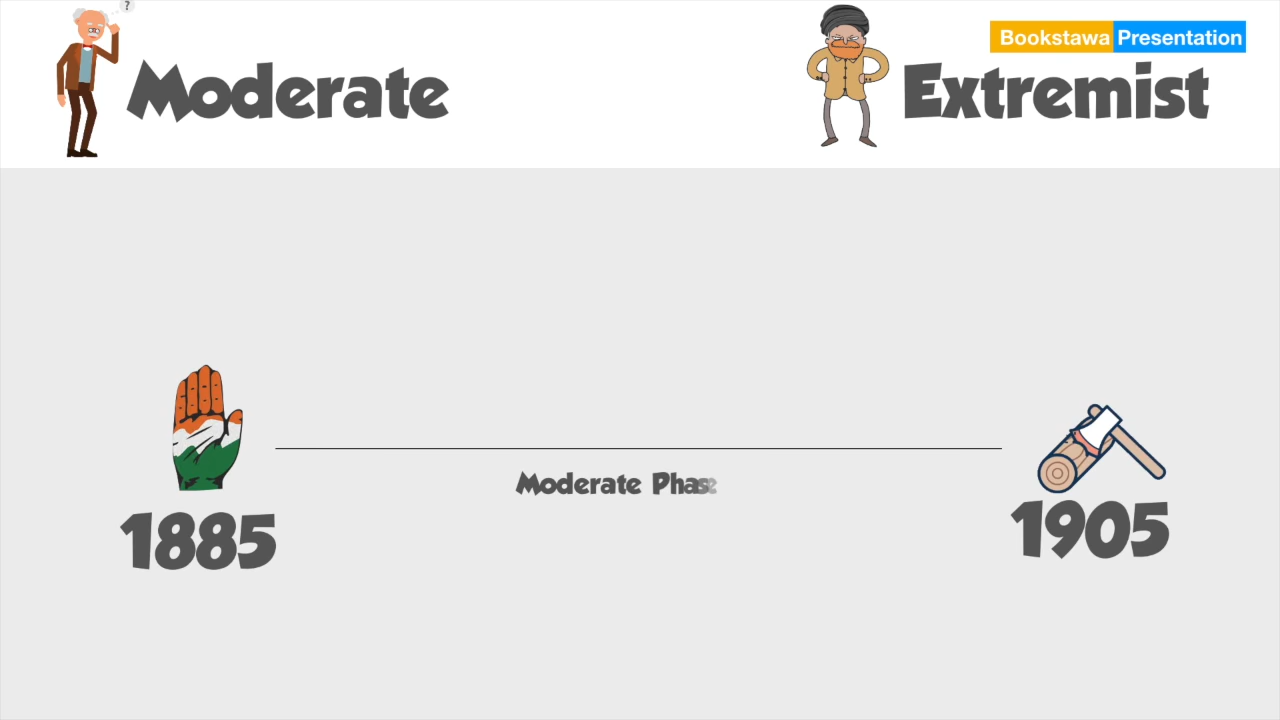 ?
Moderate
Extremist
Bookstawa Presentation
Moderate Phase
1885
1905